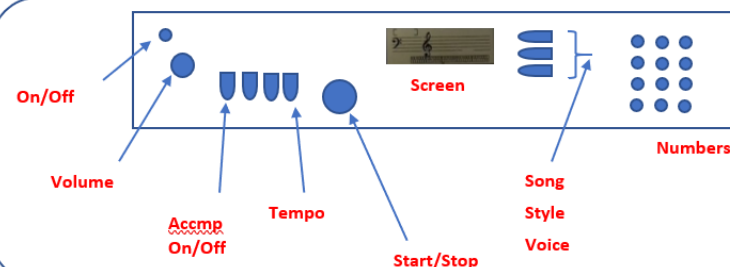 Screen
On/Off
Numbers
Volume
Song
Style
Voice
Tempo
Accmp
On/Off
Start/Stop